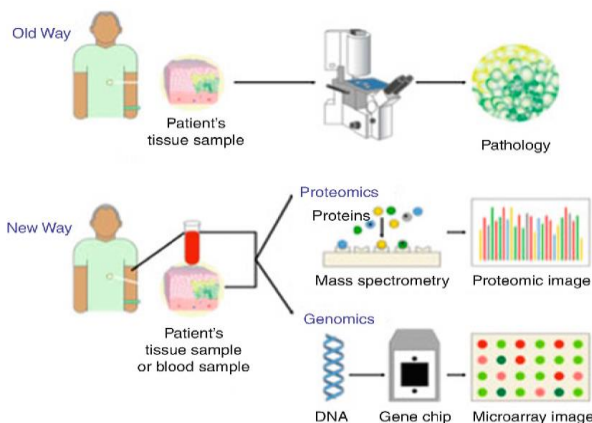 Old Way
Patient's
tissue sample
Pathology
New Way
Patient's
tissue sample
or blood sample
Proteomics
Proteins
Mass spectrometry
Proteomic image
Genomics
DNA
Gene chip
Microarray image